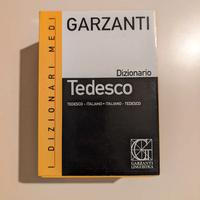 GARZANTI
I DIZIONARI MEDI
Dizionario
Tedesco
TEDESCO - ITALIANO • ITALIANO - TEDESCO
G
GARZANTI
LINGUISTICA